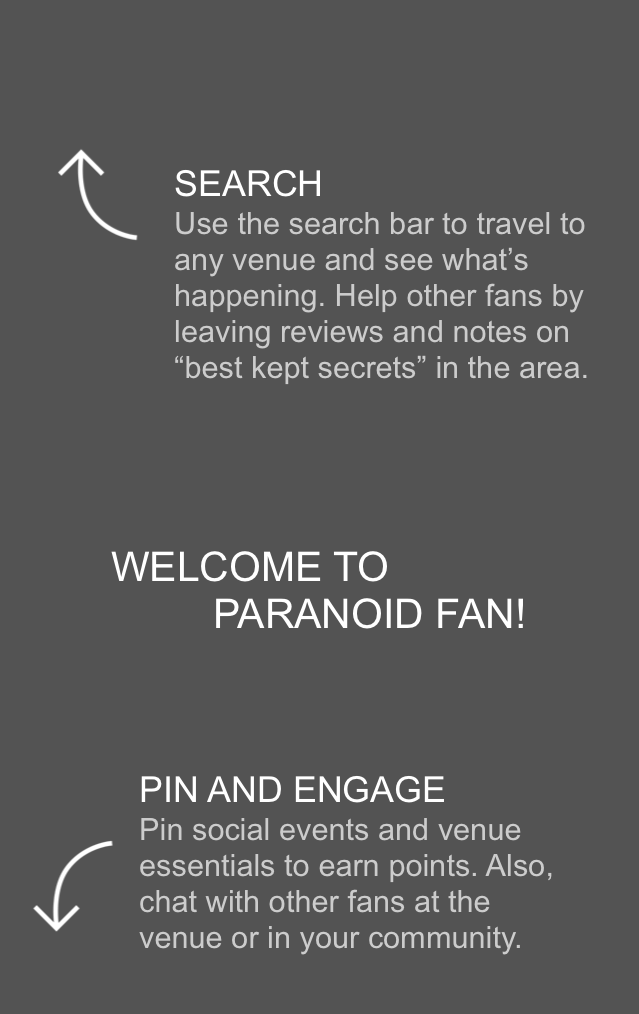 SEARCH
Use the search bar to travel to
any venue and see what’s
happening. Help other fans by
leaving reviews and notes on
“best kept secrets” in the area.
WELCOME TO
PARANOID FAN!
PIN AND ENGAGE
Pin social events and venue
essentials to earn points. Also,
chat with other fans at the
venue or in your community.